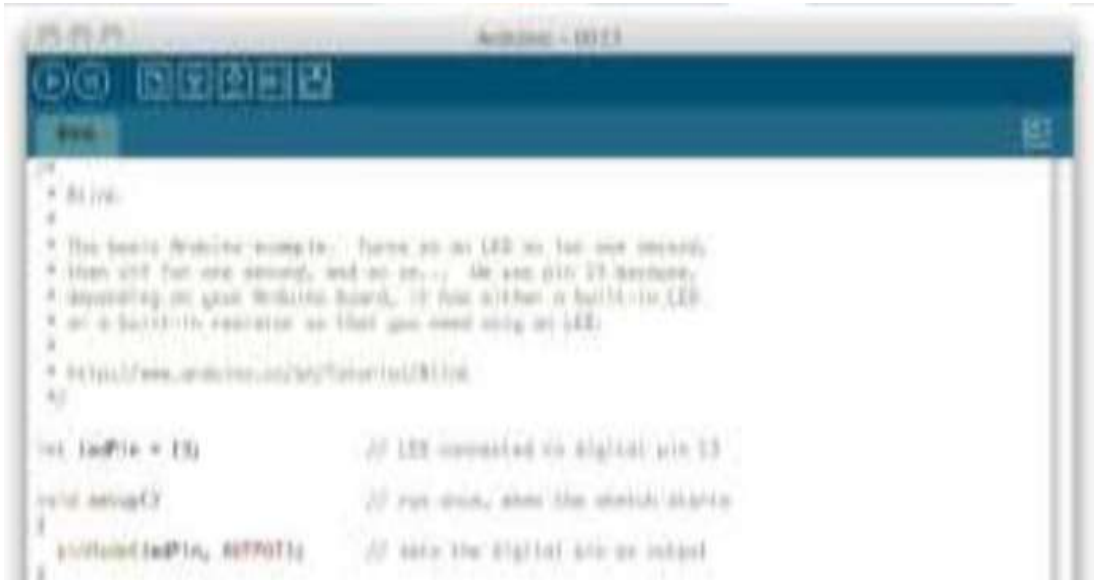 Arduino - 0013
Blink
/*
* Blink
*
* The basic Arduino example. Turns on an LED on for one second,
* then off for one second, and so on... We use pin 13 because,
* depending on your Arduino board, it has either a built-in LED
* or a built-in resistor so that you need only an LED.
*
* http://www.arduino.cc/en/Tutorial/Blink
*/
int ledPin = 13; // LED connected to digital pin 13
void setup() // run once, when the sketch starts
{
pinMode(ledPin, OUTPUT); // sets the digital pin as output
}